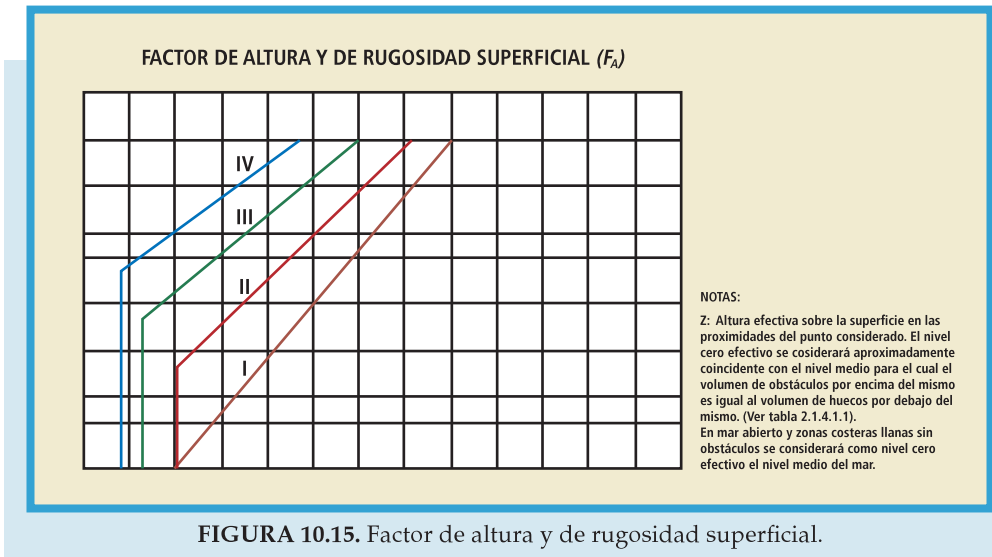 FACTOR DE ALTURA Y DE RUGOSIDAD SUPERFICIAL (FA)
IV
III
II
I
NOTAS:
Z: Altura efectiva sobre la superficie en las
proximidades del punto considerado. El nivel
cero efectivo se cosiderará aproximadamente
coincidente con el nivel medio para el cual el
volumen de obstáculos por encima del mismo
es igual al volumen de huecos por debajo del
mismo. (Ver tabla 2.1.4.1.1).
En mar abierto y zonas costeras llanas sin
obstáculos se considerará como nivel cero
efectivo el nivel medio del mar.
FIGURA 10.15. Factor de altura y de rugosidad superficial.